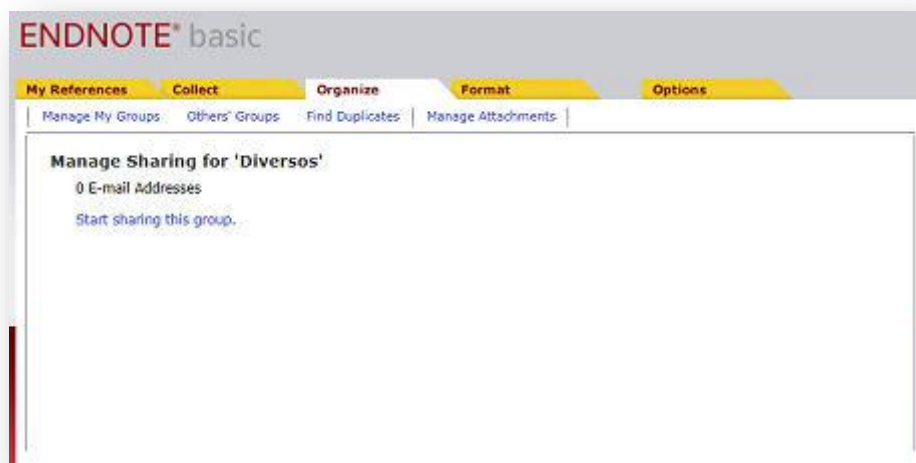 ENDNOTE® basic
My References Collect Organize Format Options
Manage My Groups Others' Groups Find Duplicates Manage Attachments
Manage Sharing for 'Diversos'
0 E-mail Addresses
Start sharing this group.